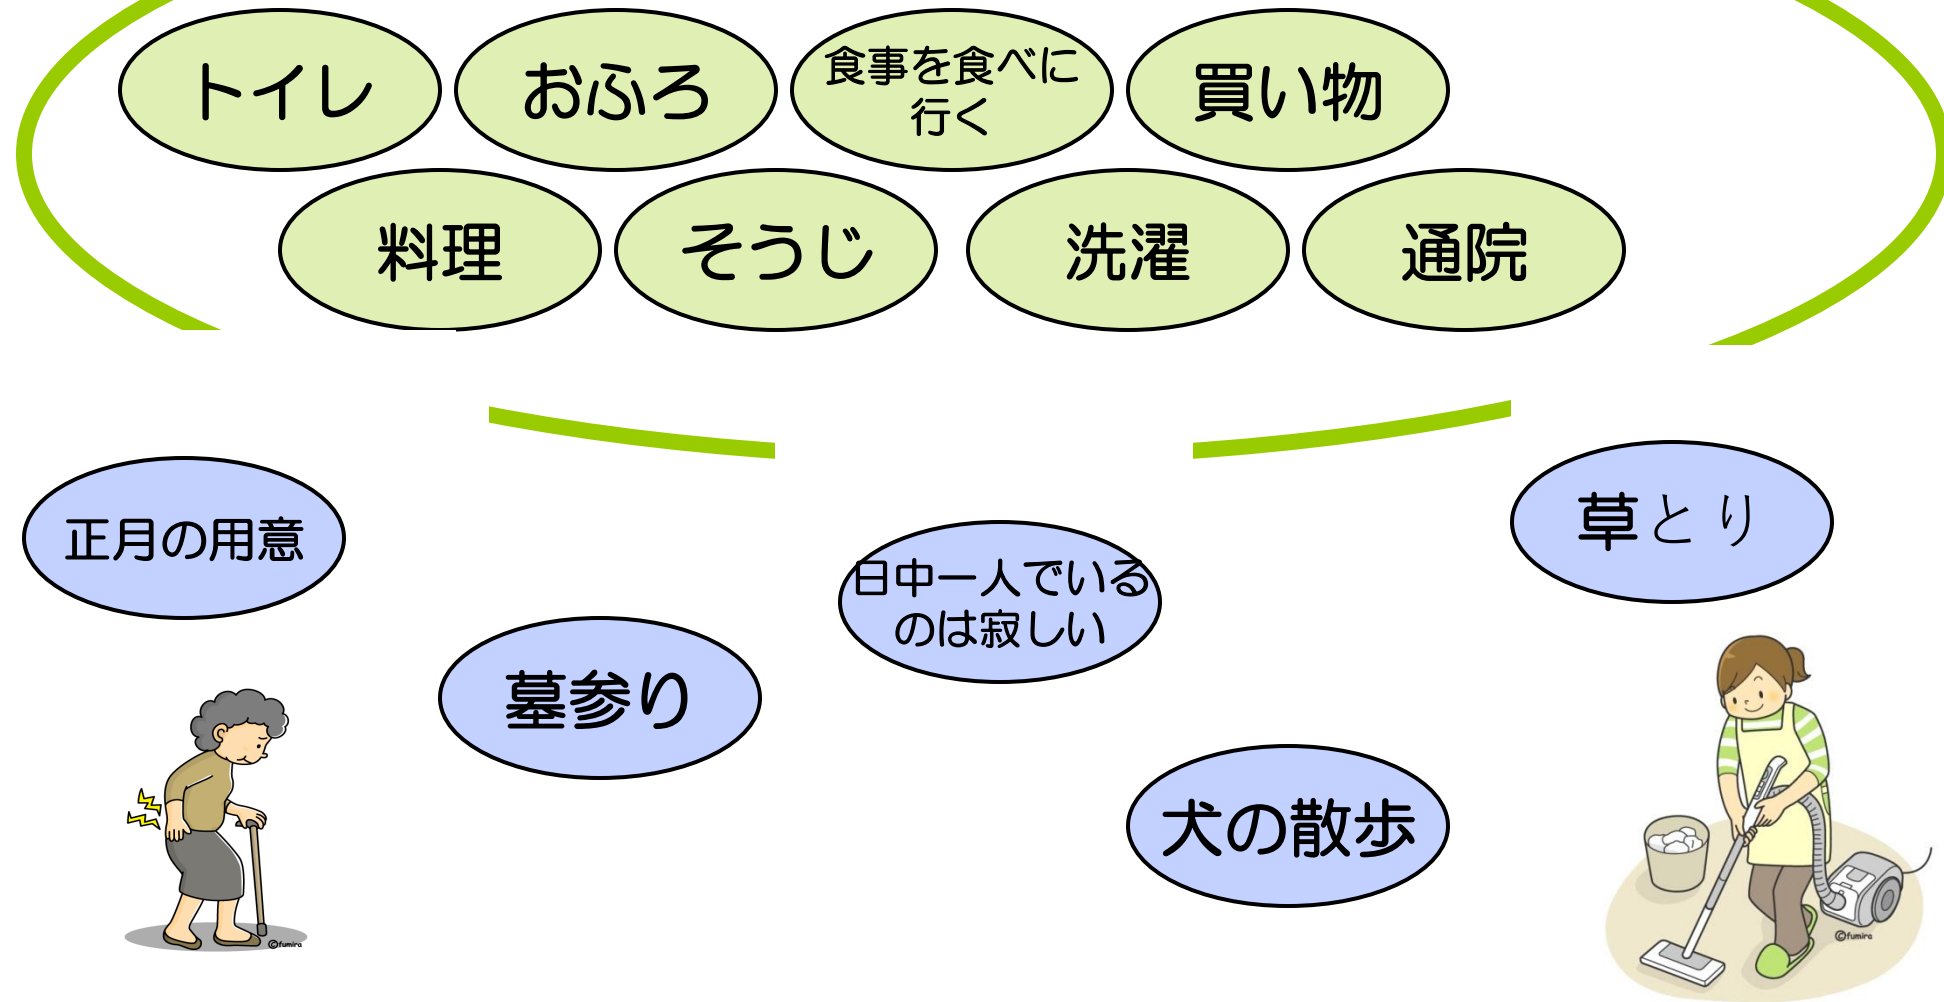 トイレ
おふろ
食事を食べに
行く
買い物
料理
そうじ
洗濯
通院
正月の用意
草とり
日中一人でいる
のは寂しい
墓参り
犬の散歩
©fumira
©fumira